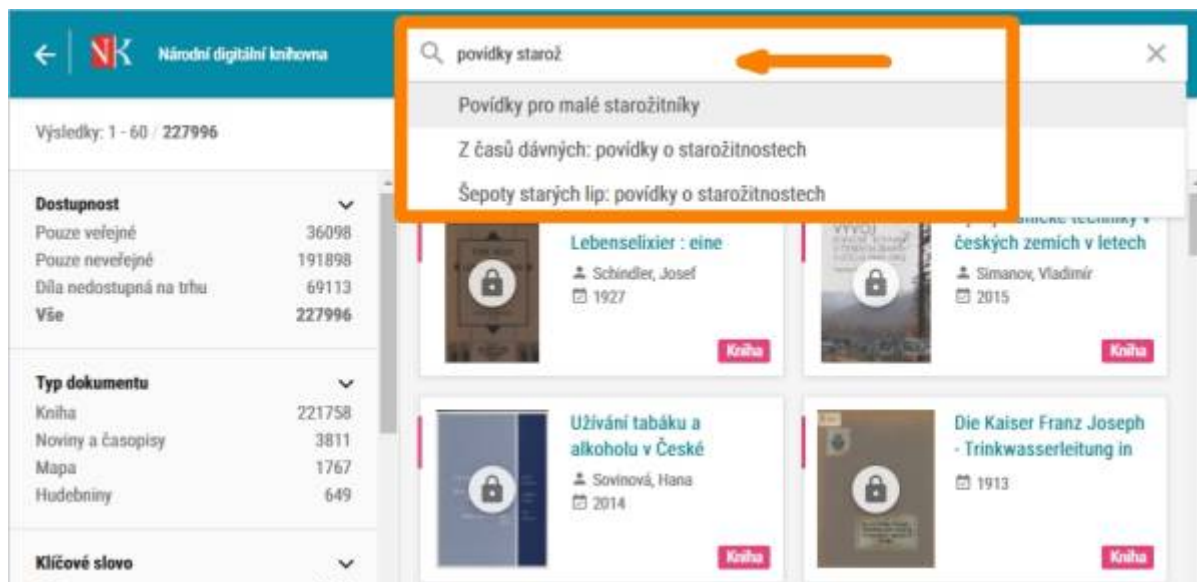 NK Národní digitální knihovna
povídky starož
Povídky pro malé starožitníky
Z časů dávných: povídky o starožitnostech
Šepoty starých lip: povídky o starožitnostech
Výsledky: 1 - 60 / 227996
Dostupnost
Pouze veřejné 36098
Pouze neveřejné 191898
Díla nedostupná na trhu 69113
Vše 227996
Typ dokumentu
Kniha 221758
Noviny a časopisy 3811
Mapa 1767
Hudebniny 649
Klíčové slovo
Lebenselixier : eine
Schindler, Josef
1927
Kniha
VÝVOJ
techniky v
českých zemích v letech
Simanov, Vladimír
2015
Kniha
Užívání tabáku a
alkoholu v České
Sovinová, Hana
2014
Kniha
Die Kaiser Franz Joseph
- Trinkwasserleitung in
1913
Kniha